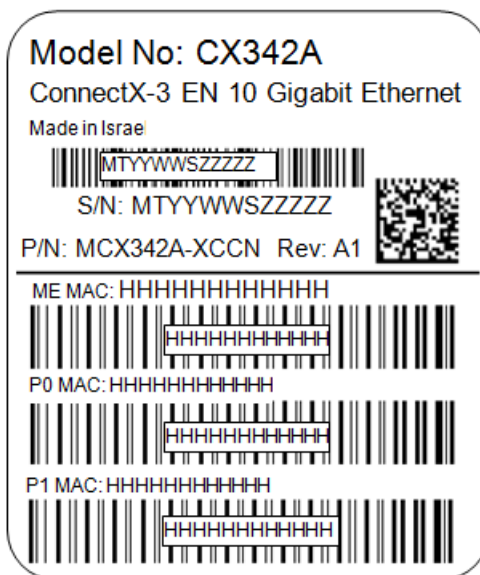 Model No: CX342A
ConnectX-3 EN 10 Gigabit Ethernet
Made in Israel
MTYYWWSZZZZZ
S/N: MTYYWWSZZZZZ
P/N: MCX342A-XCCN Rev: A1
ME MAC: HHHHHHHHHHHH
HHHHHHHHHHHH
P0 MAC: HHHHHHHHHHHH
HHHHHHHHHHHH
P1 MAC: HHHHHHHHHHHH
HHHHHHHHHHHH